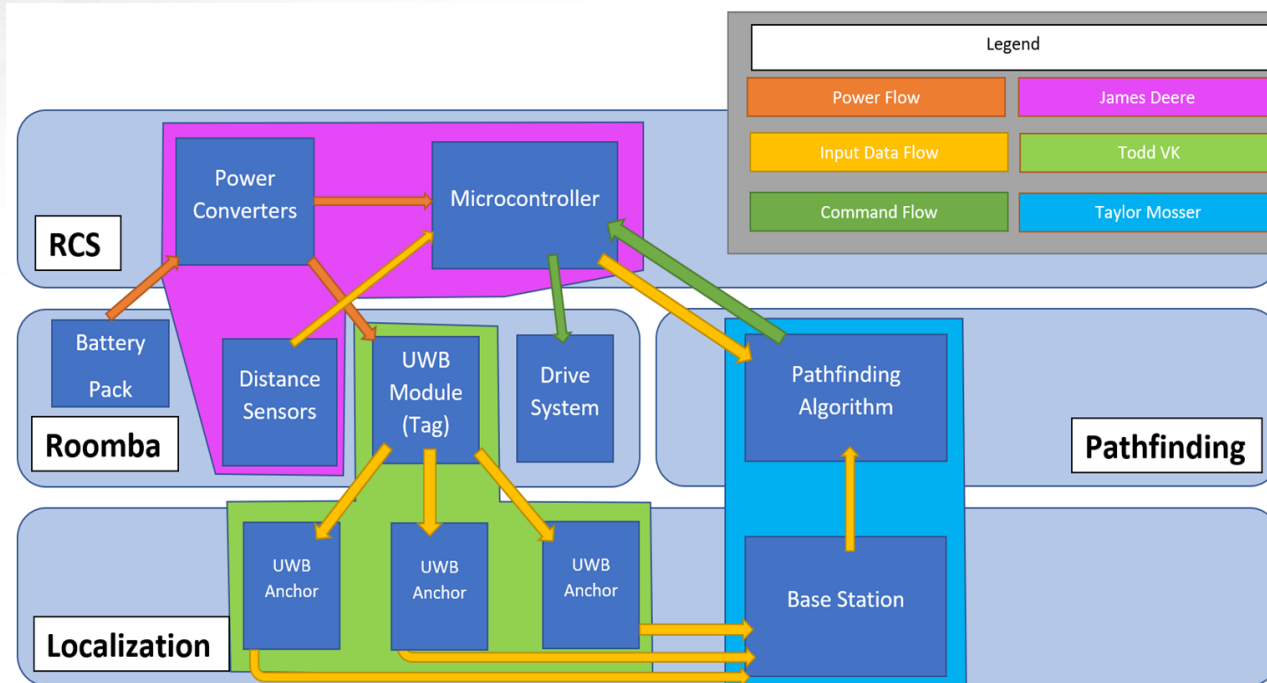 Legend
Power Flow
James Deere
Input Data Flow
Todd VK
Command Flow
Taylor Mosser
RCS
Power
Converters
Microcontroller
Roomba
Battery
Pack
Distance
Sensors
UWB
Module
(Tag)
Drive
System
Pathfinding
Algorithm
Pathfinding
Localization
UWB
Anchor
UWB
Anchor
UWB
Anchor
Base Station